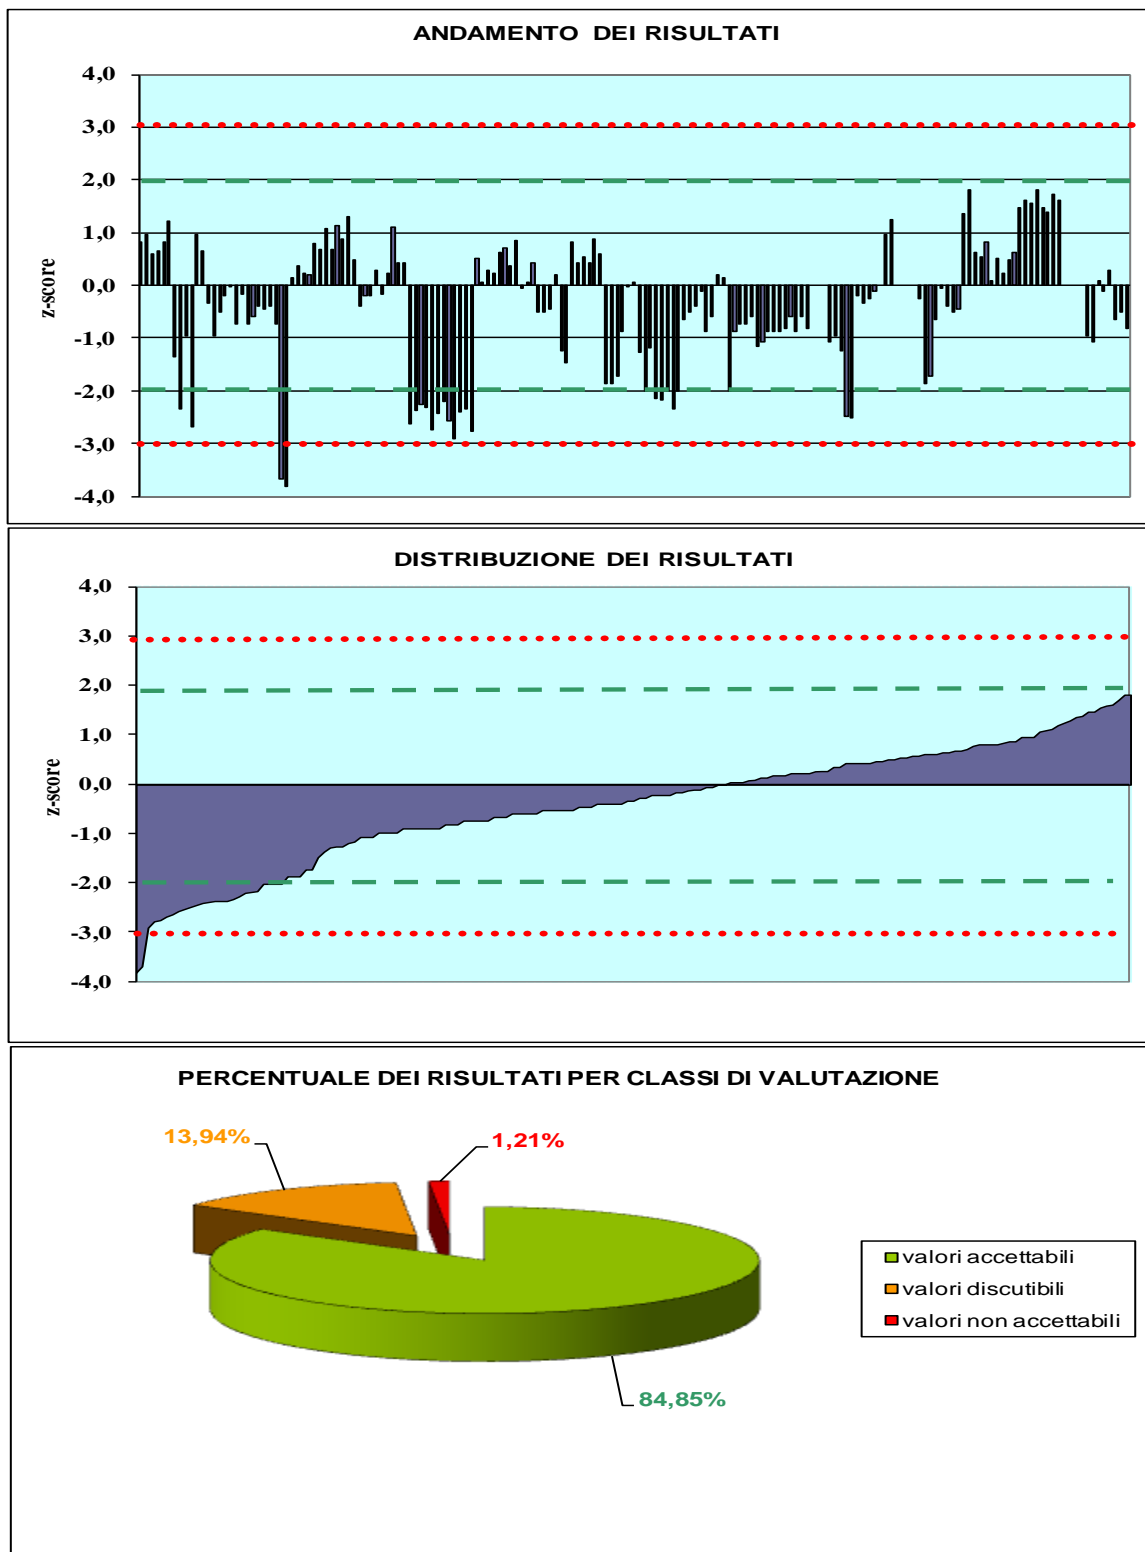 ANDAMENTO DEI RISULTATI
4,0
3,0
2,0
1,0
0,0
-1,0
-2,0
-3,0
-4,0
z-score
DISTRIBUZIONE DEI RISULTATI
4,0
3,0
2,0
1,0
0,0
-1,0
-2,0
-3,0
-4,0
z-score
PERCENTUALE DEI RISULTATI PER CLASSI DI VALUTAZIONE
13,94%
1,21%
valori accettabili
valori discutibili
valori non accettabili
84,85%